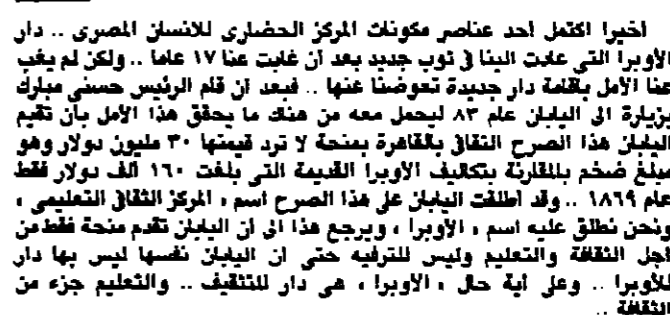 أخيرا اكتمل احد عناصر مكونات المركز الحضارى للانسان المصرى .. دار
الأوبرا التى عادت الينا فى ثوب جديد بعد أن غابت عنا ١٧ عاما .. ولكن لم يغب
عنا الأمل باقامة دار جديدة تعوضنا عنها .. فبعد ان قام الرئيس حسنى مبارك
بزيارة الى اليابان عام ٨٣ ليحمل معه من هناك ما يحقق هذا الأمل بأن تقيم
اليابان هذا الصرح الثقافى بالقاهرة بمنحة لا ترد قيمتها ٣٠ مليون دولار وهو
مبلغ ضخم بالمقارنة بتكاليف الأوبرا القديمة التى بلغت ١٦٠ ألف دولار فقط
عام ١٨٦٩ .. وقد اطلقت اليابان على هذا الصرح اسم « المركز الثقافى التعليمى »
ونحن نطلق عليه اسم « الأوبرا » ويرجع هذا الى أن اليابان تقدم منحة فقط من
أجل الثقافة والتعليم وليس للترفيه حتى ان اليابان نفسها ليس بها دار
للأوبرا .. وعلى أية حال « الاوبرا » هى دار للتثقيف .. والتعليم جزء من
الثقافة ..